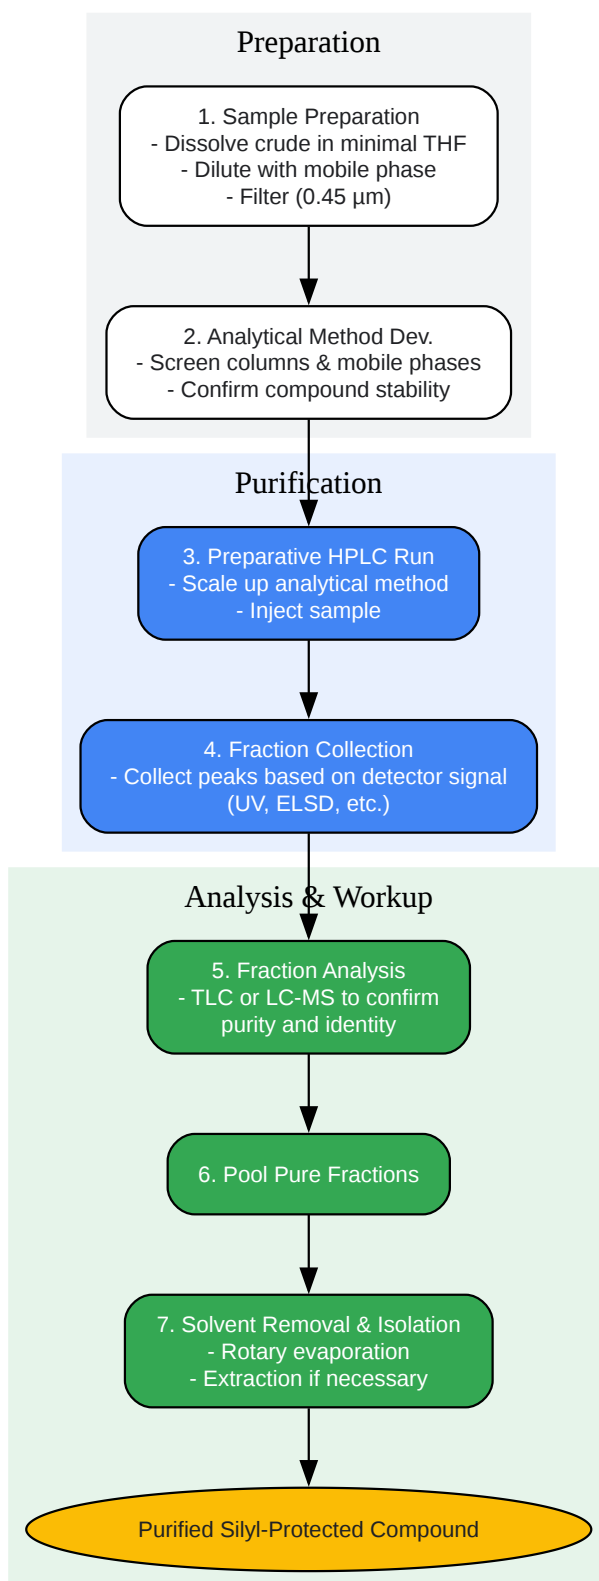 Preparation
1. Sample Preparation
- Dissolve crude in minimal THF
- Dilute with mobile phase
- Filter (0.45 µm)
2. Analytical Method Dev.
- Screen columns & mobile phases
- Confirm compound stability
Purification
3. Preparative HPLC Run
- Scale up analytical method
- Inject sample
4. Fraction Collection
- Collect peaks based on detector signal
(UV, ELSD, etc.)
Analysis & Workup
5. Fraction Analysis
- TLC or LC-MS to confirm
purity and identity
6. Pool Pure Fractions
7. Solvent Removal & Isolation
- Rotary evaporation
- Extraction if necessary
Purified Silyl-Protected Compound